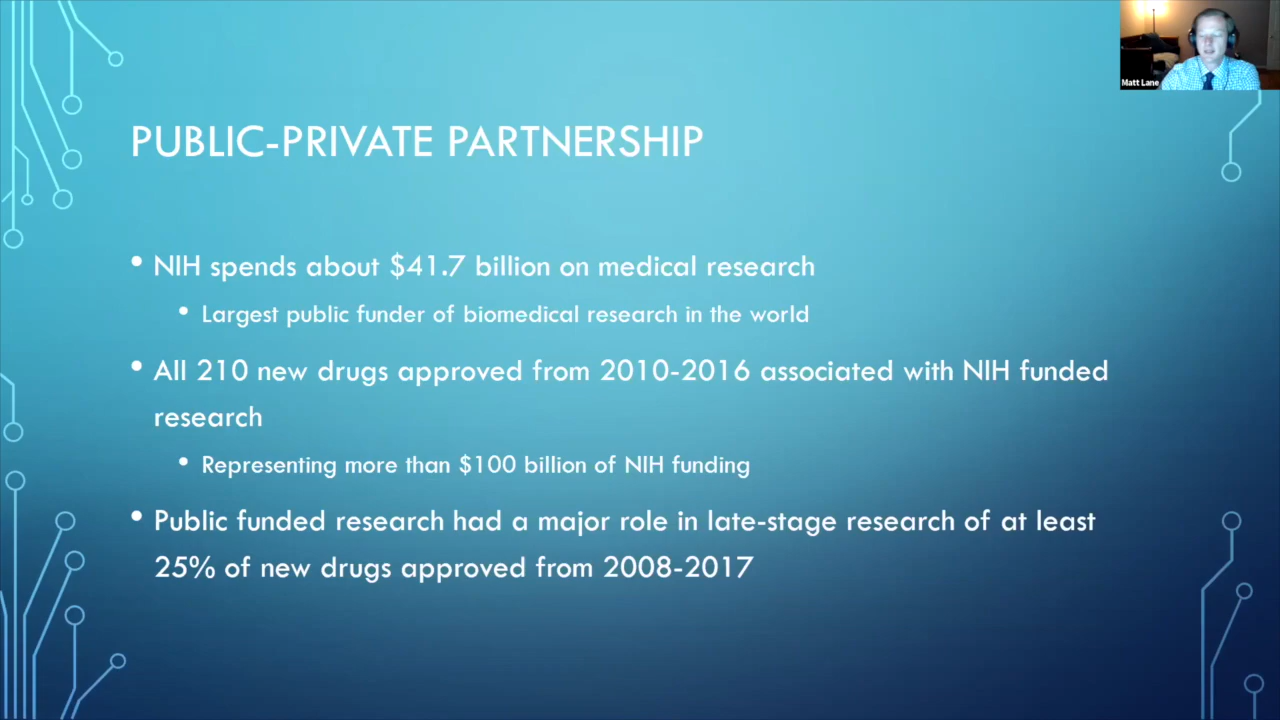 Matt Lane
PUBLIC-PRIVATE PARTNERSHIP
• NIH spends about $41.7 billion on medical research
• Largest public funder of biomedical research in the world
• All 210 new drugs approved from 2010-2016 associated with NIH funded
research
• Representing more than $100 billion of NIH funding
• Public funded research had a major role in late-stage research of at least
25% of new drugs approved from 2008-2017